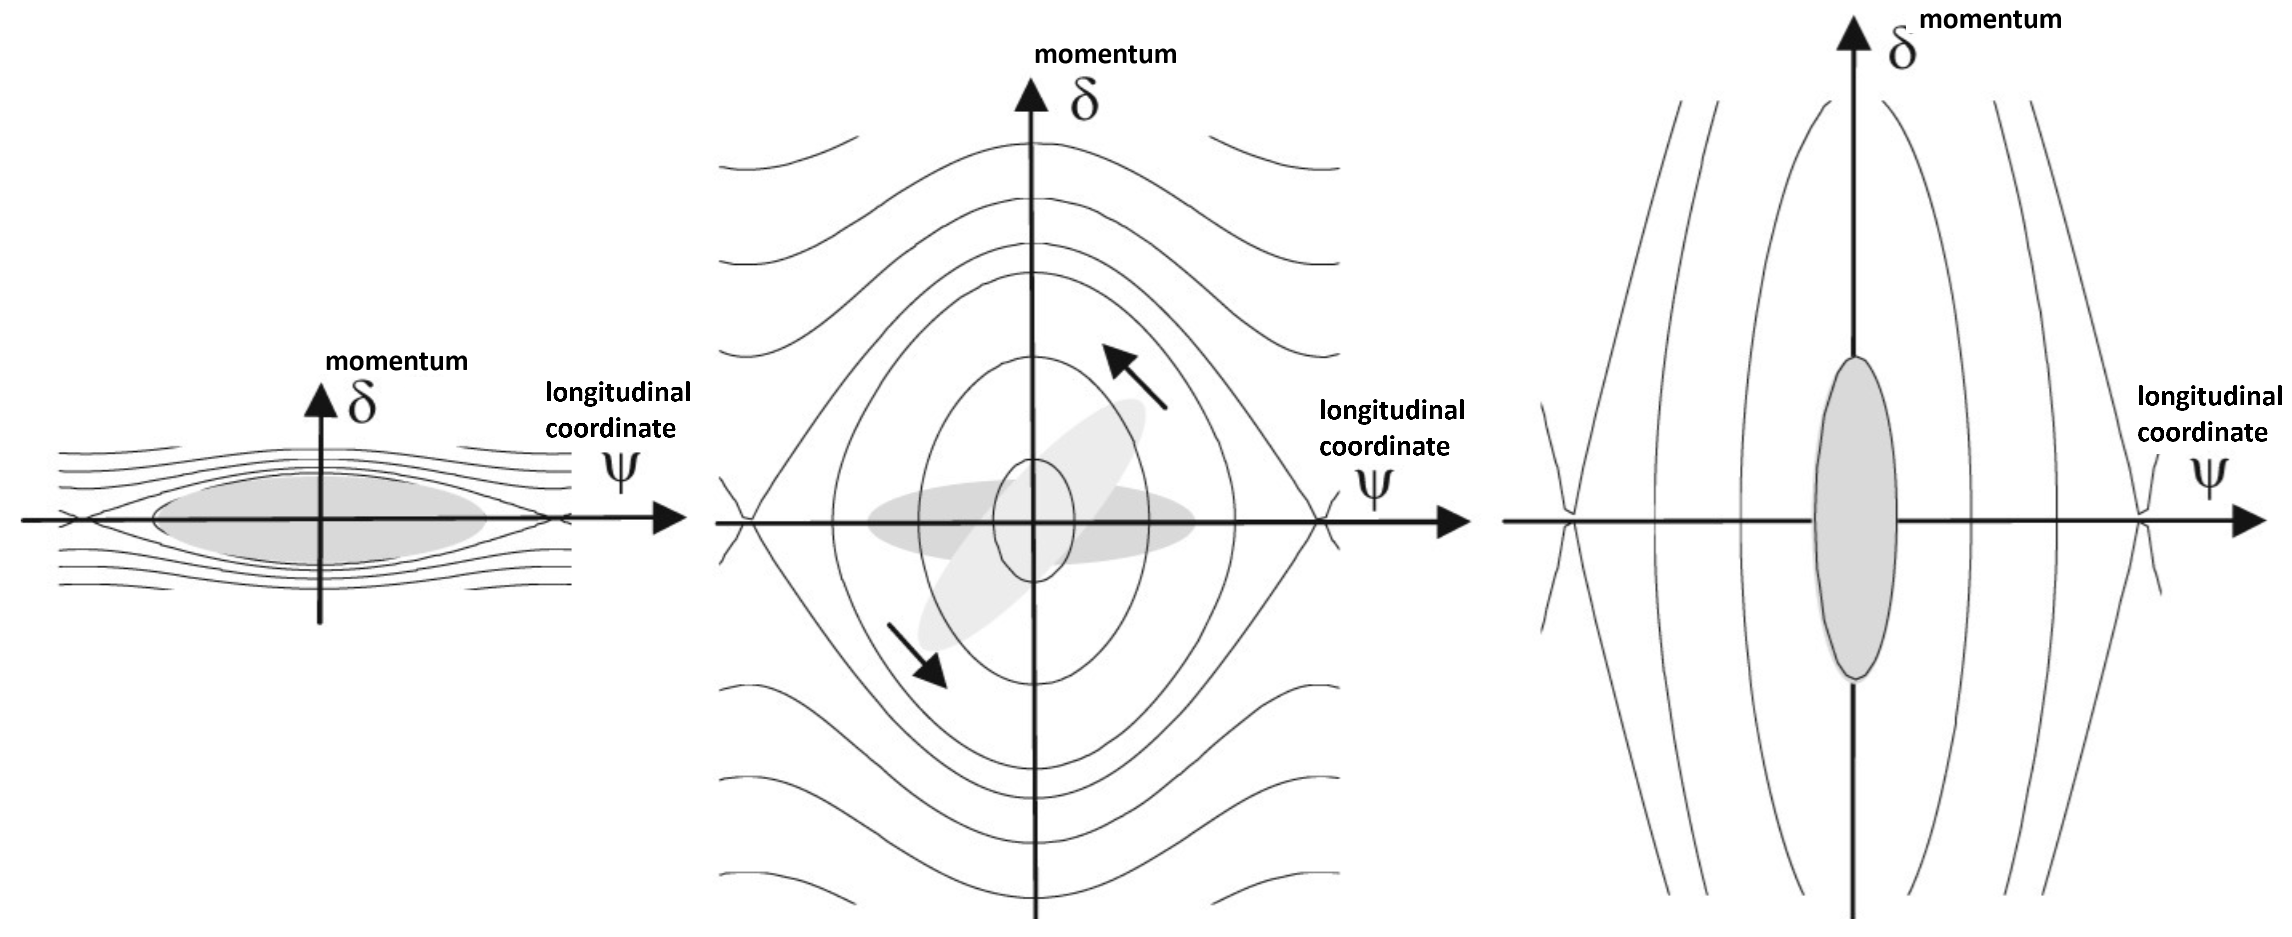 momentum
δ
longitudinal
coordinate
ψ
momentum
δ
longitudinal
coordinate
ψ
momentum
δ
longitudinal
coordinate
ψ